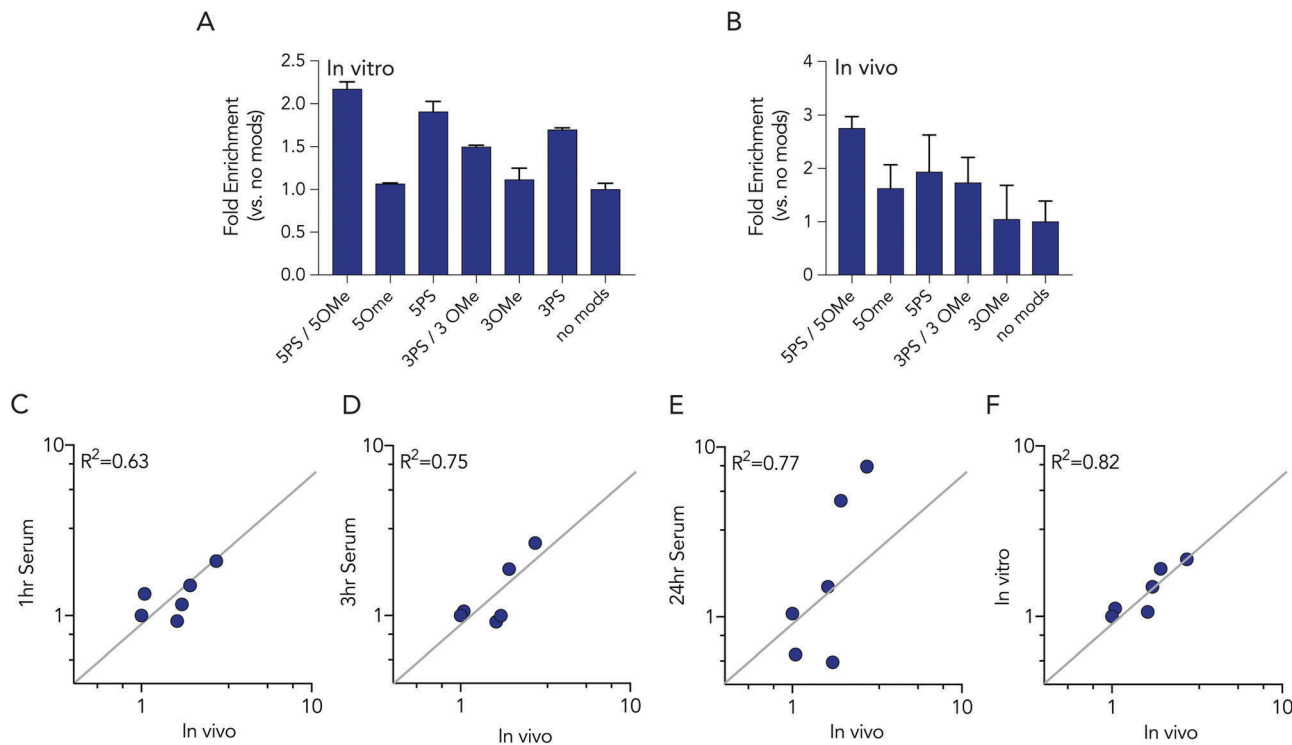 A
In vitro
Fold Enrichment
(vs. no mods)
2.5
2.0
1.5
1.0
0.5
0.0
5PS / 5OMe
5Ome
5PS
3PS / 3 OMe
3OMe
3PS
no mods
B
In vivo
Fold Enrichment
(vs. no mods)
4
3
2
1
0
5PS / 5OMe
5Ome
5PS
3PS / 3 OMe
3OMe
no mods
C
10
R²=0.63
1hr Serum
1
1
10
In vivo
D
10
R²=0.75
3hr Serum
1
1
10
In vivo
E
10
R²=0.77
24hr Serum
1
1
10
In vivo
F
10
R²=0.82
In vitro
1
1
10
In vivo